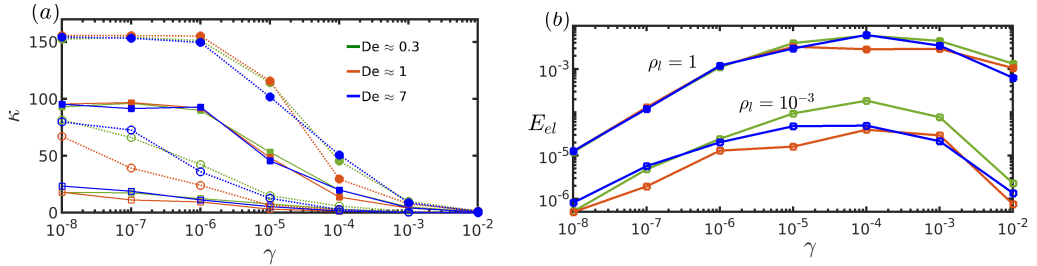 (a)
κ
150
100
50
0
De ≈ 0.3
De ≈ 1
De ≈ 7
10⁻⁸ 10⁻⁷ 10⁻⁶ 10⁻⁵ 10⁻⁴ 10⁻³ 10⁻²
γ
(b)
E_el
10⁻³
10⁻⁵
10⁻⁶
ρ_l = 1
ρ_l = 10⁻³
10⁻⁸ 10⁻⁷ 10⁻⁶ 10⁻⁵ 10⁻⁴ 10⁻³ 10⁻²
γ